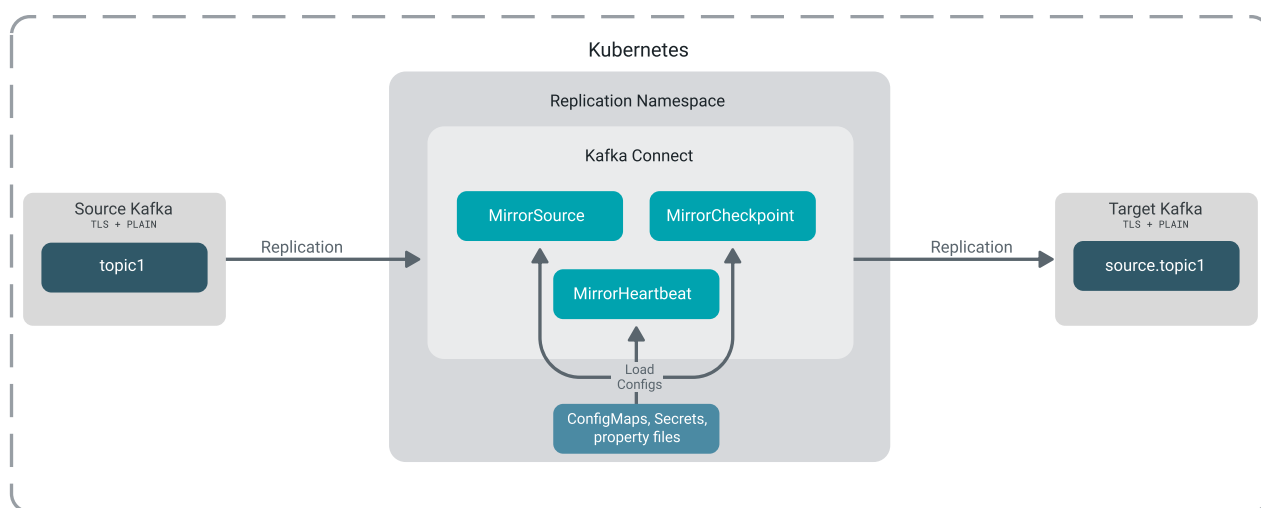 Kubernetes
Replication Namespace
Kafka Connect
MirrorSource
MirrorCheckpoint
MirrorHeartbeat
Source Kafka
TLS + PLAIN
topic1
Replication
Replication
Target Kafka
TLS + PLAIN
source.topic1
Load
Configs
ConfigMaps, Secrets,
property files